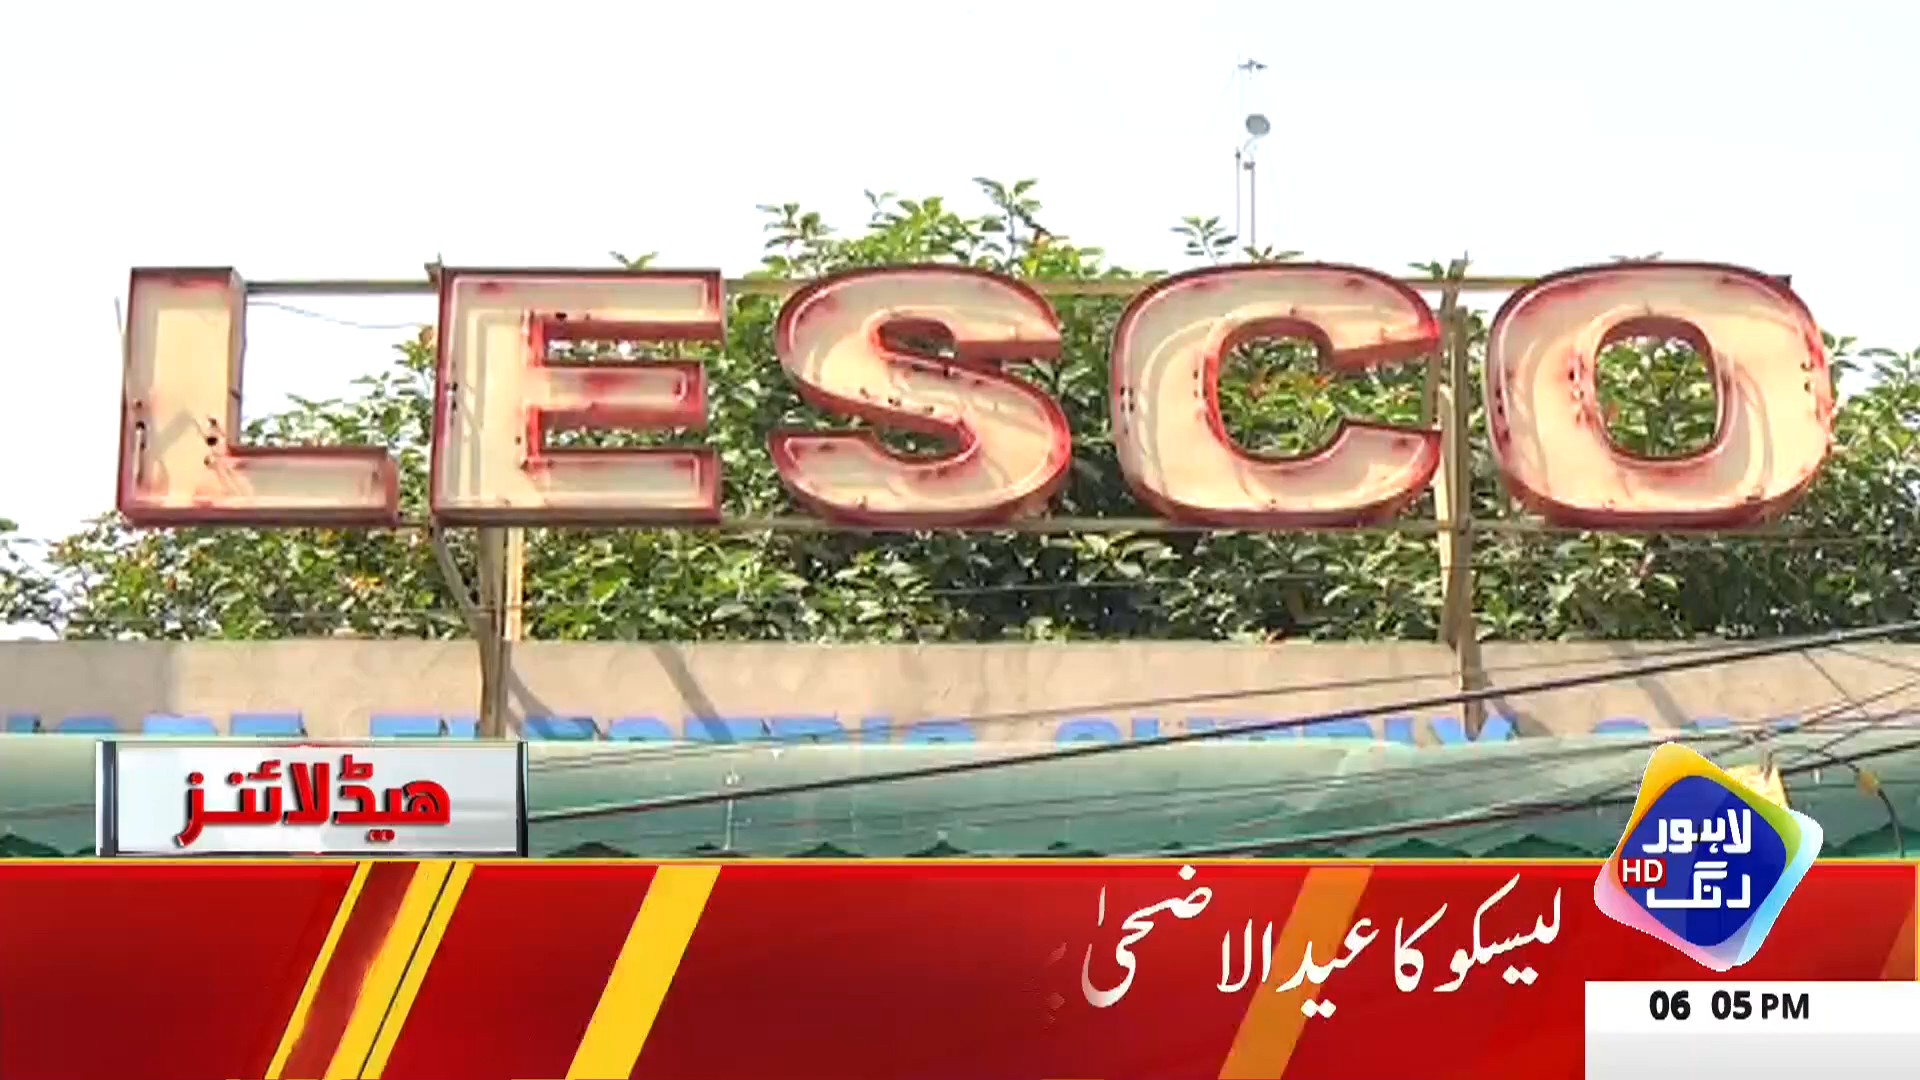 LESCO
ہیڈلائنز
لاہور
HD
رنگ
لیسکو کا عید الاضحیٰ
06 05 PM